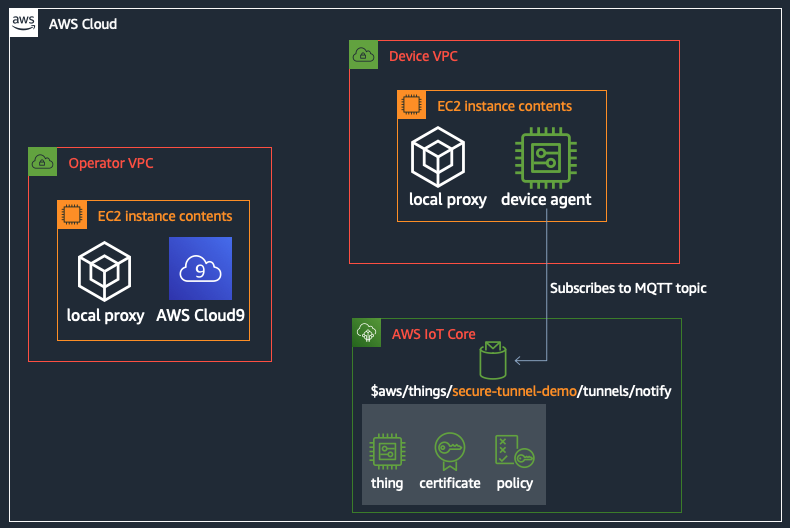 aws
AWS Cloud
Device VPC
EC2 instance contents
local proxy
device agent
Operator VPC
EC2 instance contents
9
local proxy
AWS Cloud9
Subscribes to MQTT topic
AWS IoT Core
$aws/things/secure-tunnel-demo/tunnels/notify
thing
certificate
policy